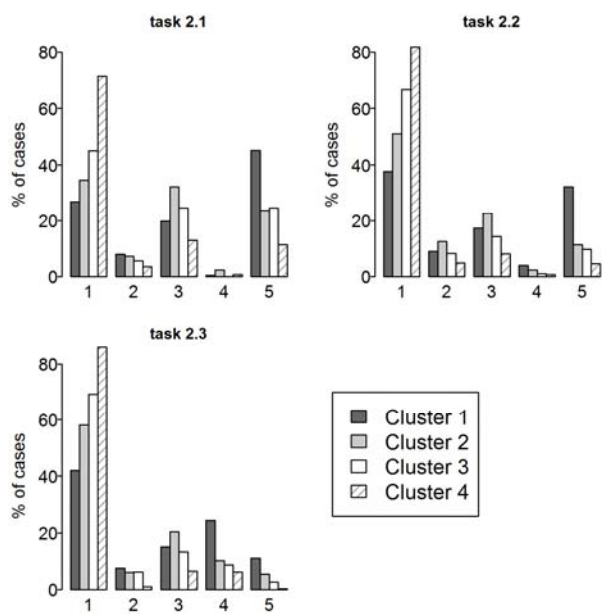 task 2.1
80
60
40
20
0
% of cases
1 2 3 4 5
task 2.2
80
60
40
20
0
% of cases
1 2 3 4 5
task 2.3
80
60
40
20
0
% of cases
1 2 3 4 5
Cluster 1
Cluster 2
Cluster 3
Cluster 4